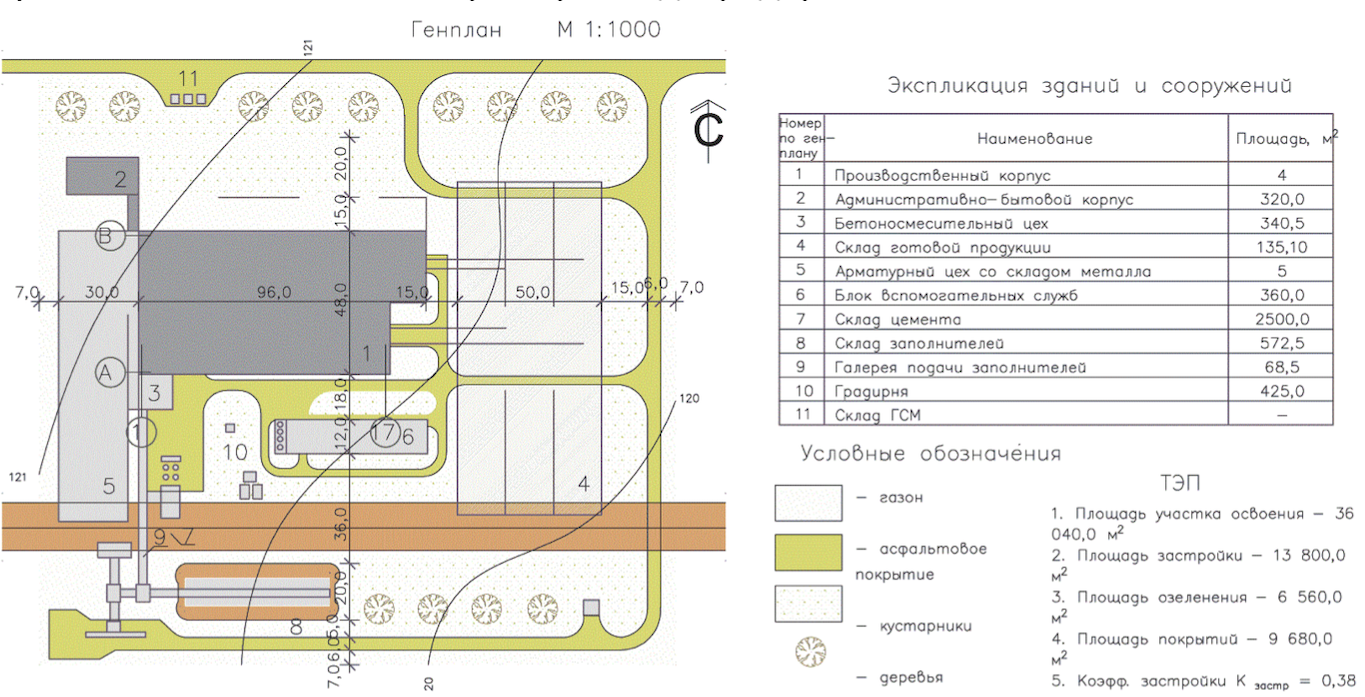 Генплан М 1:1000
121
11
С
20,0
2
15,0
В
7,0 30,0 96,0 15,0 50,0 15,0 6,0 7,0
48,0
1
А
3
18,0
120
1
12,0
17 6
10
121
5
4
36,0
9 7
20,0
8
5,0
6,0
7,0
20
Экспликация зданий и сооружений
Номер по ген- плану Наименование Площадь, м2
1 Производственный корпус 4
2 Административно-бытовой корпус 320,0
3 Бетоносмесительный цех 340,5
4 Склад готовой продукции 135,10
5 Арматурный цех со складом металла 5
6 Блок вспомогательных служб 360,0
7 Склад цемента 2500,0
8 Склад заполнителей 572,5
9 Галерея подачи заполнителей 68,5
10 Градирня 425,0
11 Склад ГСМ –
Условные обозначения
– газон
– асфальтовое
покрытие
– кустарники
– деревья
ТЭП
1. Площадь участка освоения – 36
040,0 м2
2. Площадь застройки – 13 800,0
м2
3. Площадь озеленения – 6 560,0
м2
4. Площадь покрытий – 9 680,0
м2
5. Коэфф. застройки К застр = 0,38